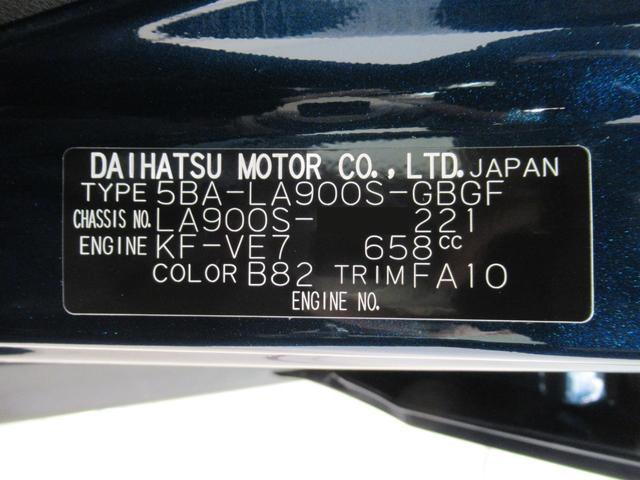 DAIHATSU MOTOR CO., LTD. JAPAN
TYPE 5BA-LA900S-GBGF
CHASSIS NO. LA900S- 221
ENGINE KF-VE7 658cc
COLOR B82 TRIM FA10
ENGINE NO.